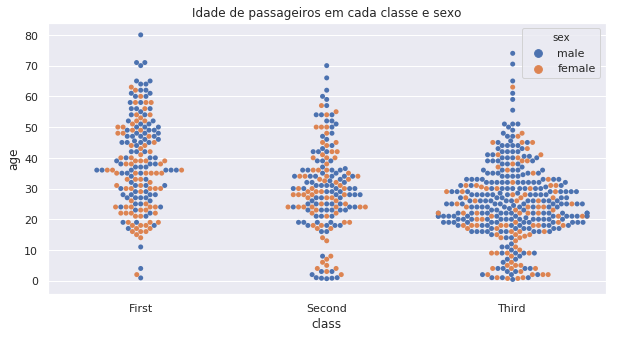 Idade de passageiros em cada classe e sexo
sex
male
female
age
80
70
60
50
40
30
20
10
0
First Second Third
class